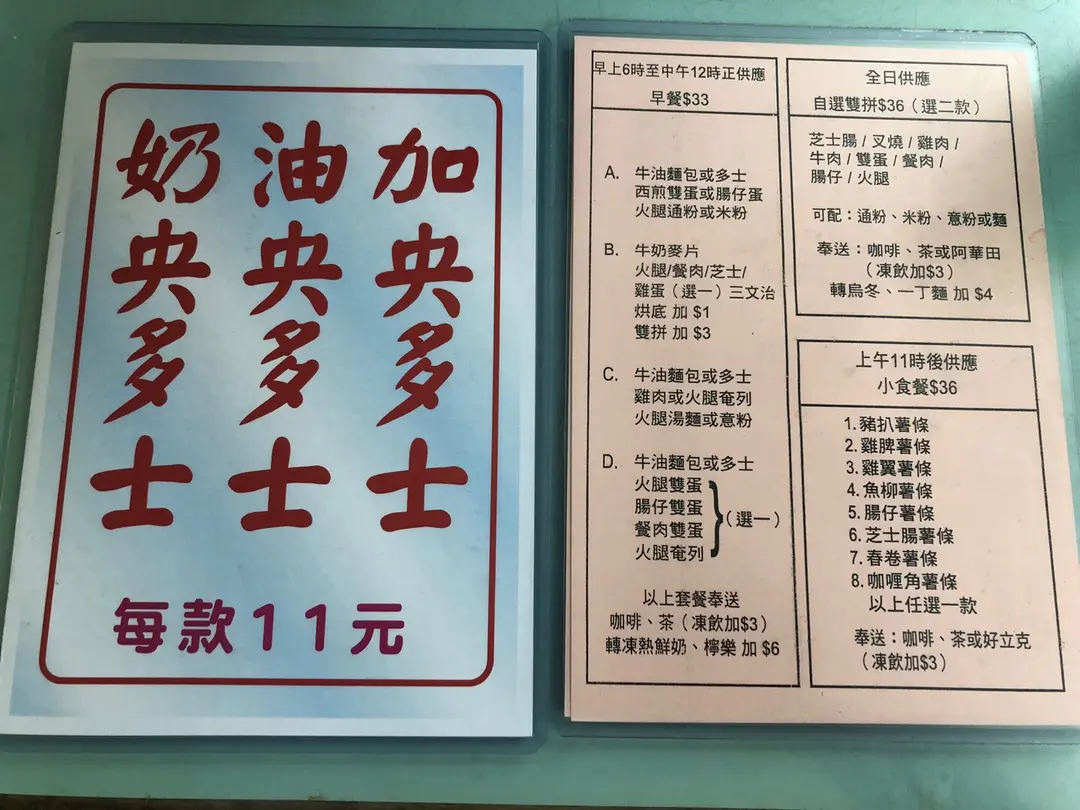 加央多士
油央多士
奶央多士
每款11元
早上6時至中午12時正供應
早餐$33
A. 牛油麵包或多士
西煎雙蛋或腸仔蛋
火腿通粉或米粉
B. 牛奶麥片
火腿/餐肉/芝士/
雞蛋（選一）三文治
烘底 加 $1
雙拼 加 $3
C. 牛油麵包或多士
雞肉或火腿奄列
火腿湯麵或意粉
D. 牛油麵包或多士
火腿雙蛋
腸仔雙蛋
餐肉雙蛋
火腿奄列
（選一）
以上套餐奉送
咖啡、茶（凍飲加$3）
轉凍熱鮮奶、檸樂 加 $6
全日供應
自選雙拼$36（選二款）
芝士腸 / 叉燒 / 雞肉 /
牛肉 / 雙蛋 / 餐肉 /
腸仔 / 火腿
可配：通粉、米粉、意粉或麵
奉送：咖啡、茶或阿華田
（凍飲加$3）
轉烏冬、一丁麵 加 $4
上午11時後供應
小食餐$36
1. 豬扒薯條
2. 雞脾薯條
3. 雞翼薯條
4. 魚柳薯條
5. 腸仔薯條
6. 芝士腸薯條
7. 春卷薯條
8. 咖喱角薯條
以上任選一款
奉送：咖啡、茶或好立克
（凍飲加$3）